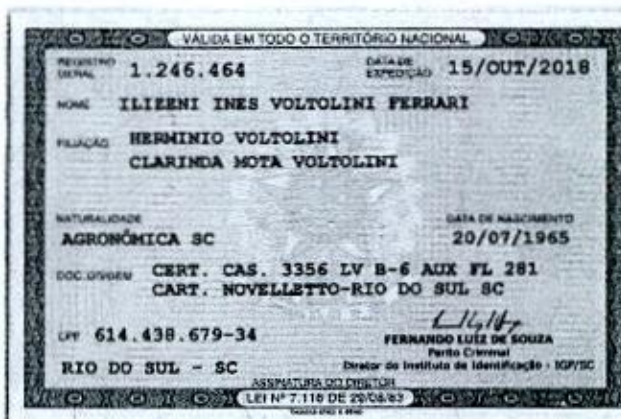 VÁLIDA EM TODO O TERRITÓRIO NACIONAL
REGISTRO GERAL 1.246.464 DATA DE EXPEDIÇÃO 15/OUT/2018
NOME ILIZENI INES VOLTOLINI FERRARI
FILIAÇÃO HERMINIO VOLTOLINI
CLARINDA MOTA VOLTOLINI
NATURALIDADE DATA DE NASCIMENTO
AGRONÔMICA SC 20/07/1965
DOC. ORIGEM CERT. CAS. 3356 LV B-6 AUX FL 281
CART. NOVELLETTO-RIO DO SUL SC
CPF 614.438.679-34
FERNANDO LUIZ DE SOUZA
Perito Criminal
RIO DO SUL - SC Diretor do Instituto de Identificação - IGP/SC
ASSINATURA DO DIRETOR
LEI Nº 7.116 DE 29/08/83